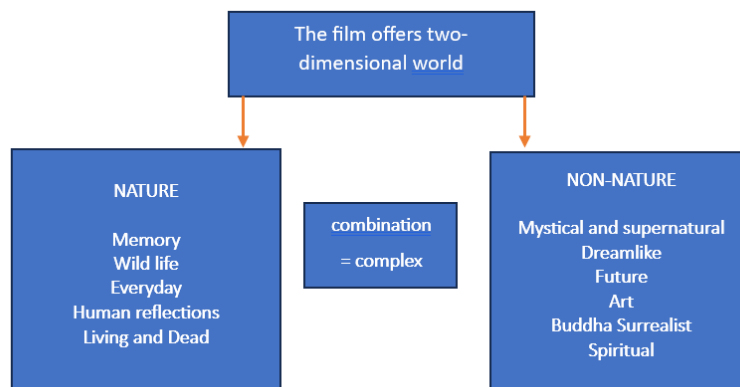 The film offers two-
dimensional world
NATURE
Memory
Wild life
Everyday
Human reflections
Living and Dead
combination
= complex
NON-NATURE
Mystical and supernatural
Dreamlike
Future
Art
Buddha Surrealist
Spiritual